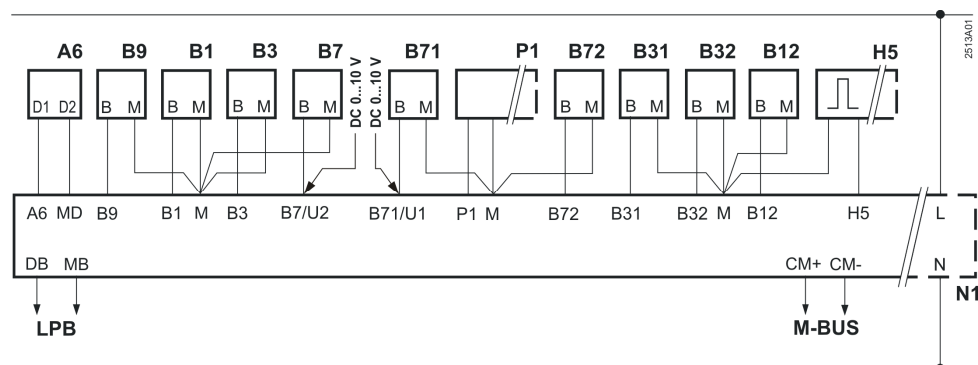 2513A01
A6 B9 B1 B3 B7 B71 P1 B72 B31 B32 B12 H5
DC 0...10 V
DC 0...10 V
D1 D2 B M B M B M B M B M B M B M B M B M
A6 MD B9 B1 M B3 B7/U2 B71/U1 P1 M B72 B31 B32 M B12 H5 L
DB MB CM+ CM- N
N1
LPB M-BUS